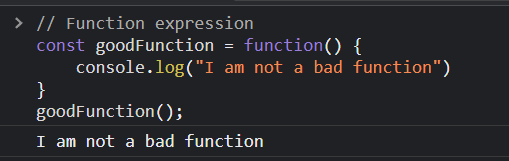 > // Function expression
const goodFunction = function() {
    console.log("I am not a bad function")
}
goodFunction();
I am not a bad function